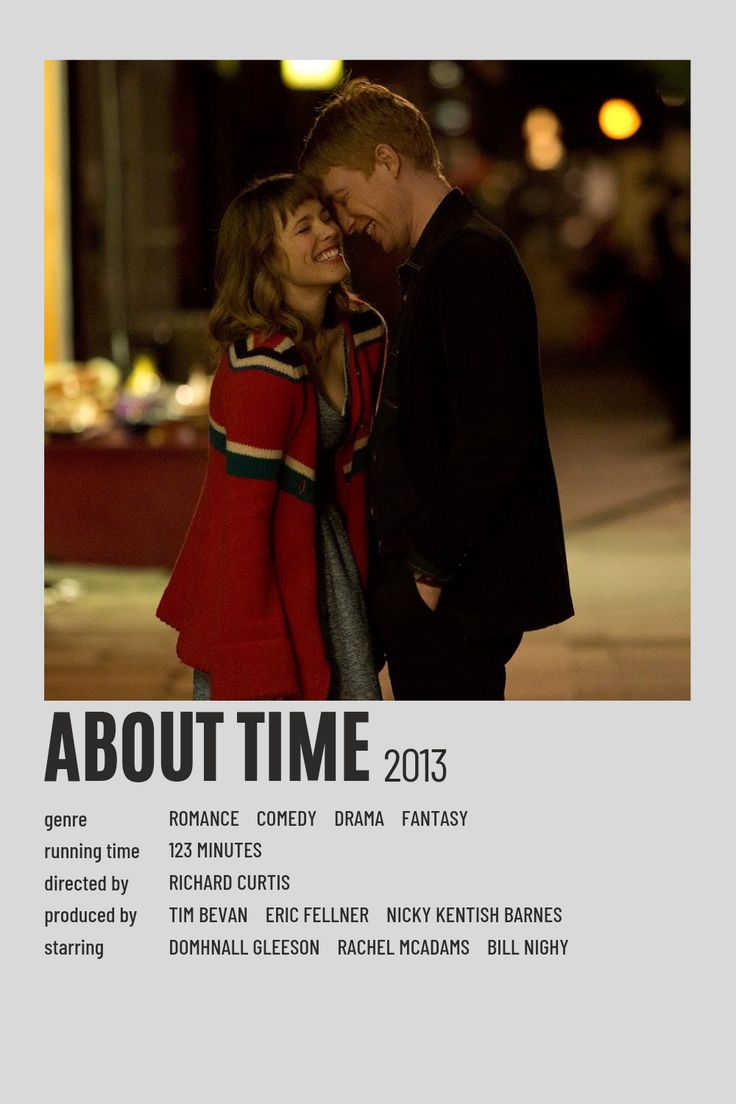 ABOUT TIME 2013
genre ROMANCE COMEDY DRAMA FANTASY
running time 123 MINUTES
directed by RICHARD CURTIS
produced by TIM BEVAN ERIC FELLNER NICKY KENTISH BARNES
starring DOMHNALL GLEESON RACHEL MCADAMS BILL NIGHY